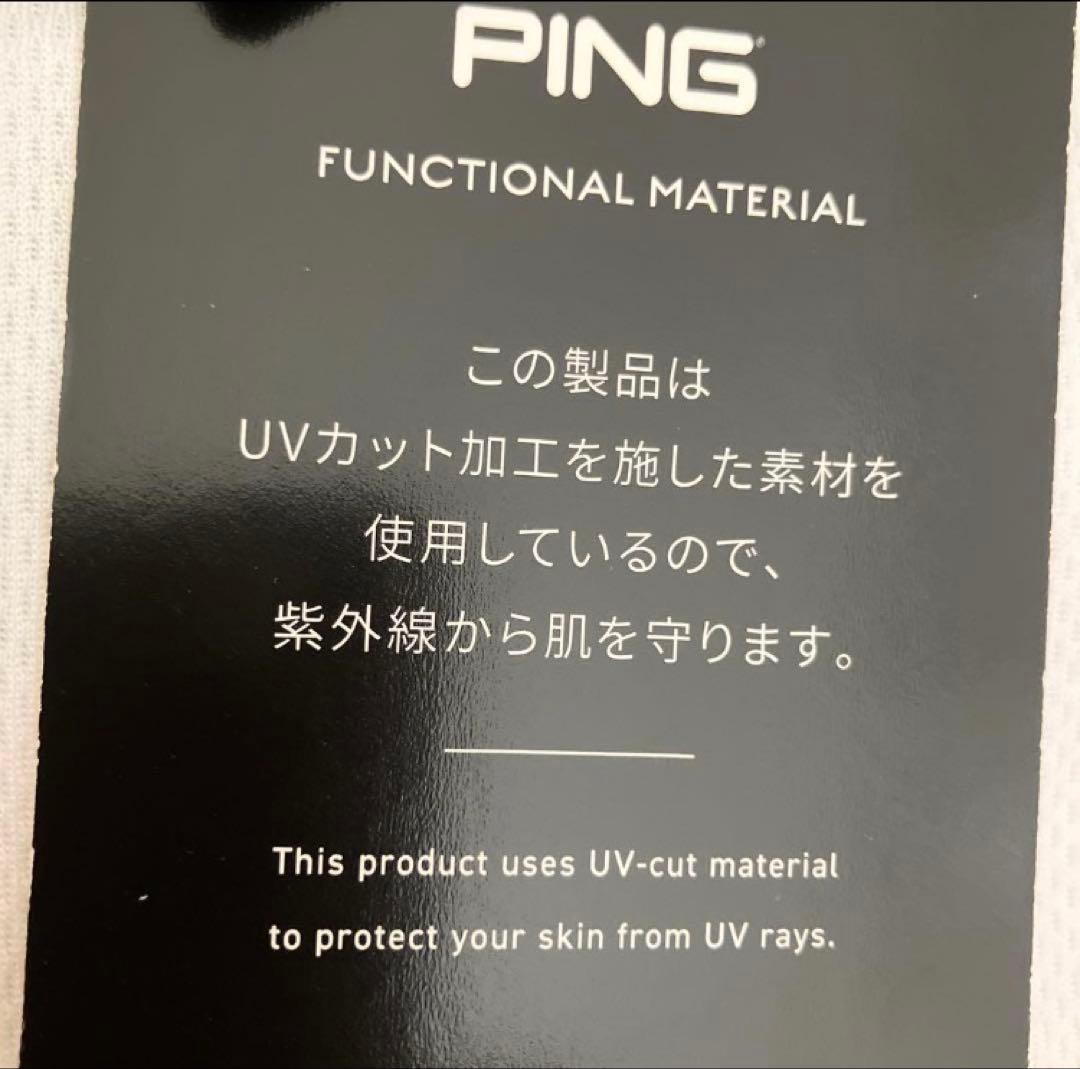 PING
FUNCTIONAL MATERIAL
この製品は
UVカット加工を施した素材を
使用しているので、
紫外線から肌を守ります。
This product uses UV-cut material
to protect your skin from UV rays.